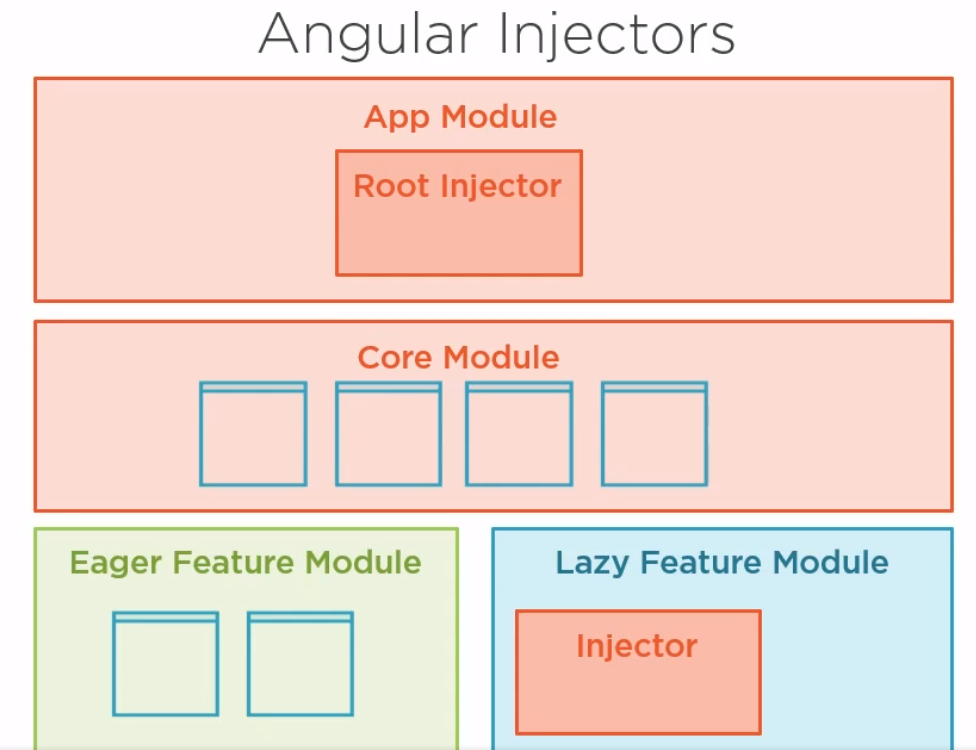 Angular Injectors
App Module
Root Injector
Core Module
Eager Feature Module
Lazy Feature Module
Injector